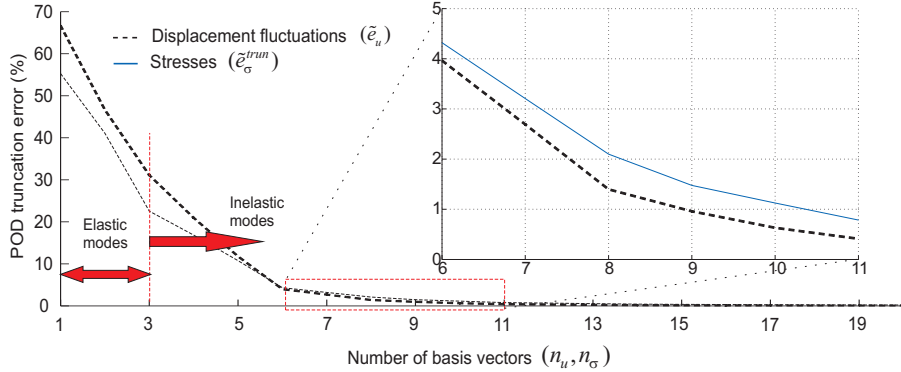 POD truncation error (%)
70
60
50
40
30
20
10
0
Displacement fluctuations (ẽ_u)
Stresses (ẽ_σ^trun)
Elastic
modes
Inelastic
modes
5
4
3
2
1
0
6 7 8 9 10 11
1 3 5 7 9 11 13 15 17 19
Number of basis vectors (n_u, n_σ)